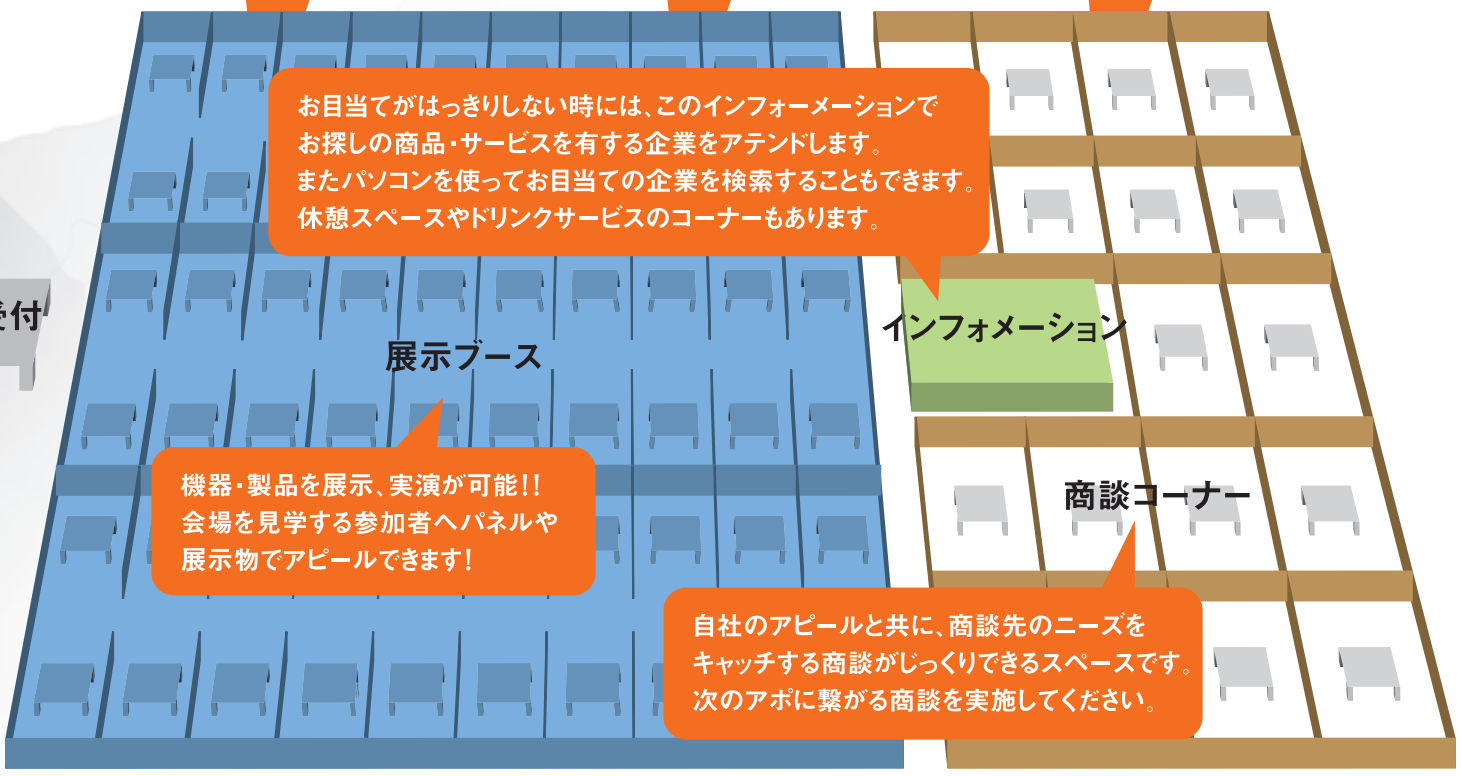 お目当てがはっきりしない時には、このインフォーメーションで
お探しの商品・サービスを有する企業をアテンドします。
またパソコンを使ってお目当ての企業を検索することもできます。
休憩スペースやドリンクサービスのコーナーもあります。
受付
インフォメーション
展示ブース
機器・製品を展示、実演が可能!!
会場を見学する参加者へパネルや
展示物でアピールできます!
商談コーナー
自社のアピールと共に、商談先のニーズを
キャッチする商談がじっくりできるスペースです。
次のアポに繋がる商談を実施してください。